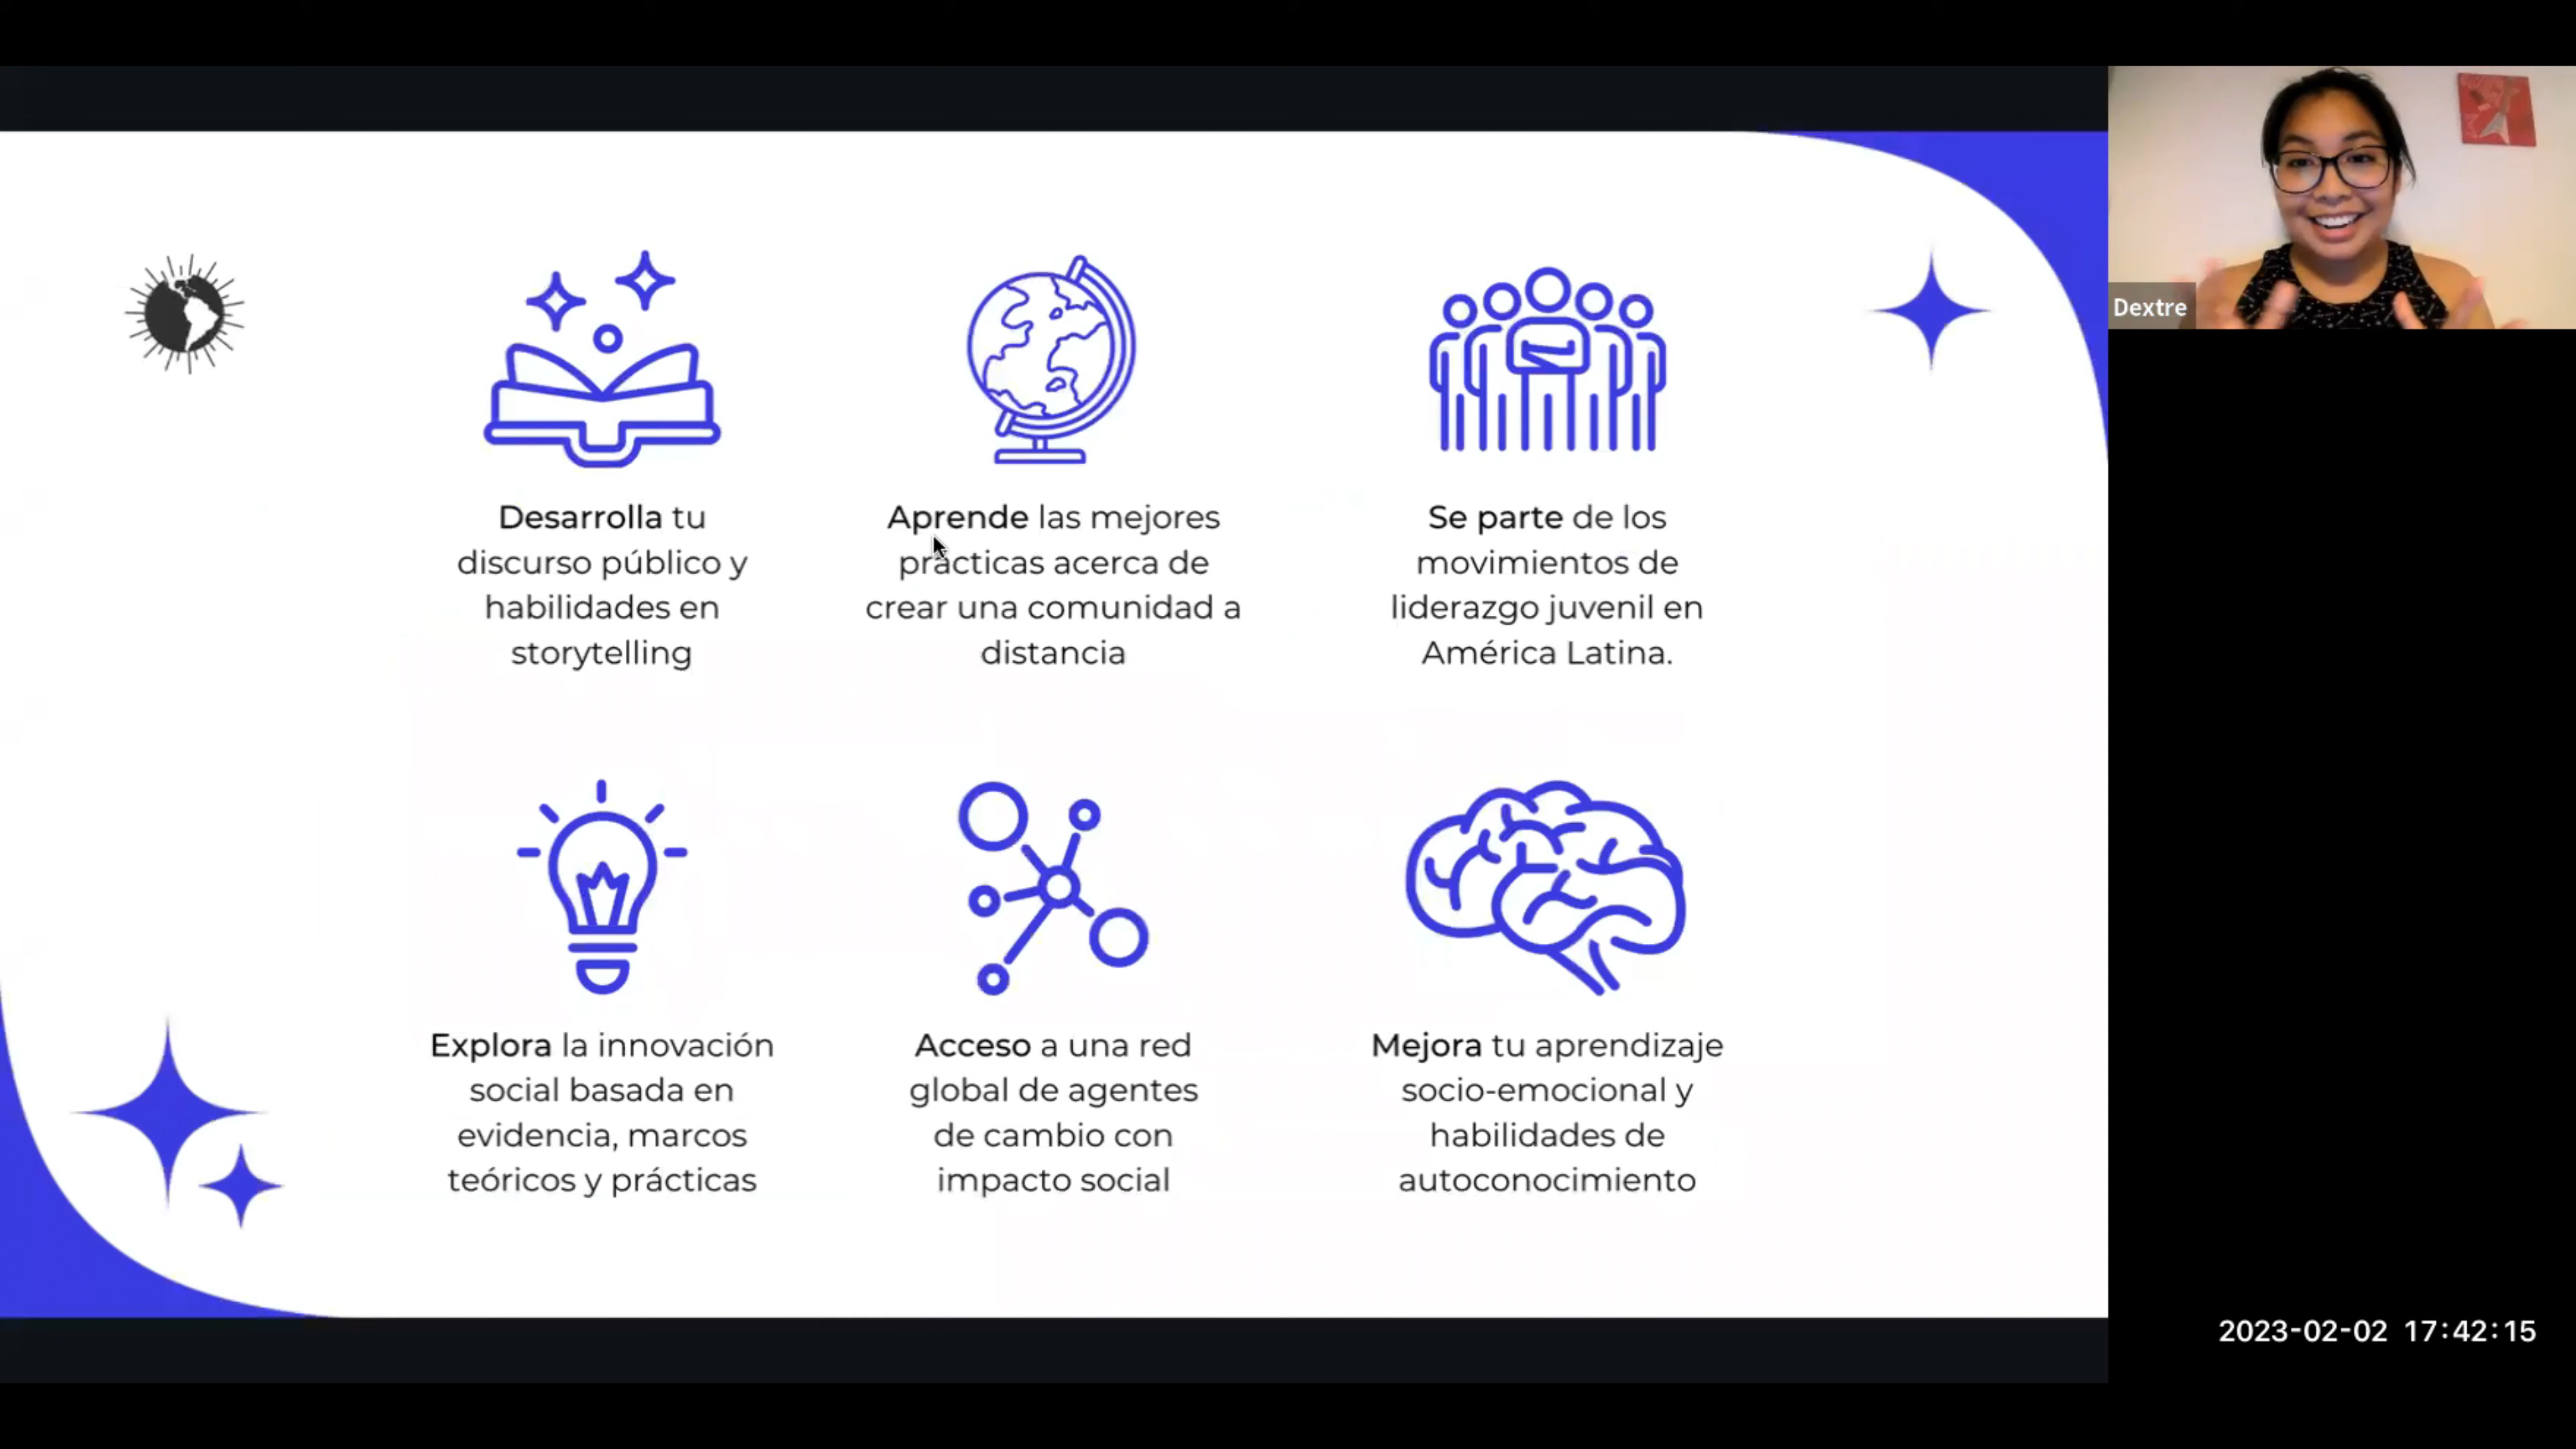 Desarrolla tu
discurso público y
habilidades en
storytelling
Aprende las mejores
prácticas acerca de
crear una comunidad a
distancia
Se parte de los
movimientos de
liderazgo juvenil en
América Latina.
Explora la innovación
social basada en
evidencia, marcos
teóricos y prácticas
Acceso a una red
global de agentes
de cambio con
impacto social
Mejora tu aprendizaje
socio-emocional y
habilidades de
autoconocimiento
Dextre
2023-02-02 17:42:15